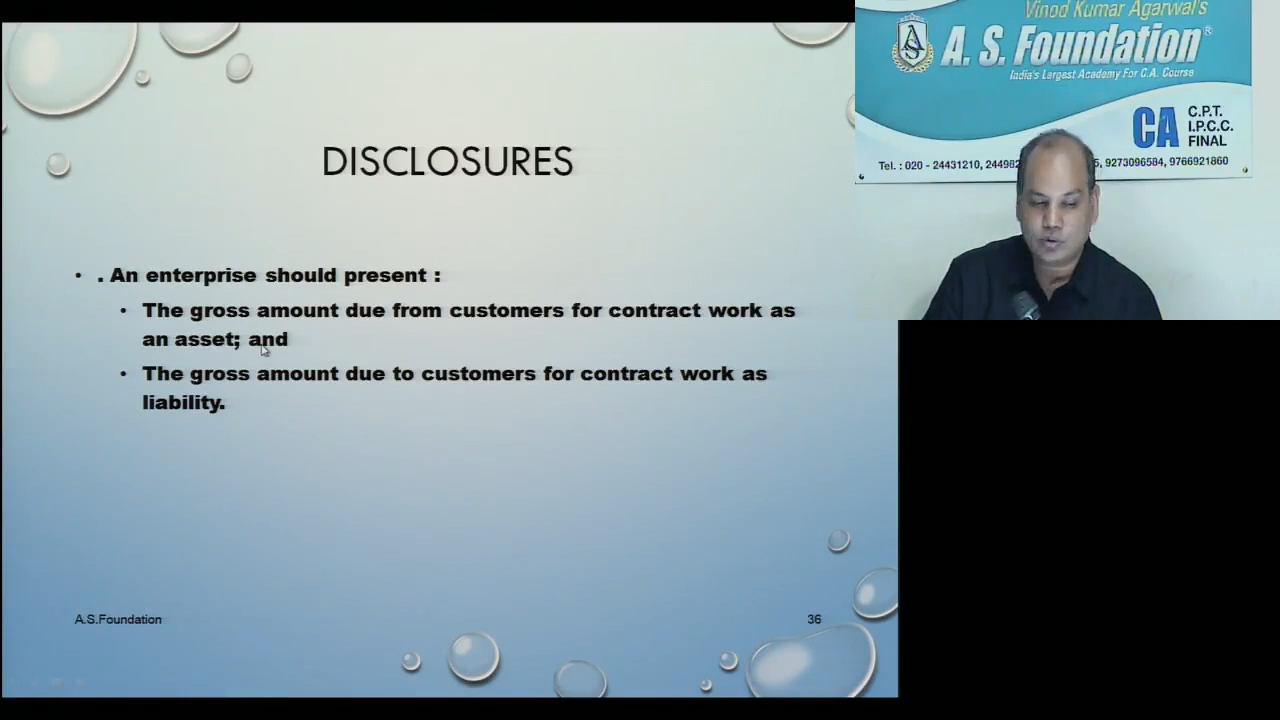 DISCLOSURES
• . An enterprise should present :
• The gross amount due from customers for contract work as
an asset; and
• The gross amount due to customers for contract work as
liability.
A.S.Foundation
36
Vinod Kumar Agarwal's
AS
A. S. Foundation®
India's Largest Academy For C.A. Course
CA
C.P.T.
I.P.C.C.
FINAL
Tel. : 020 - 24431210, 9273096584, 9766921860